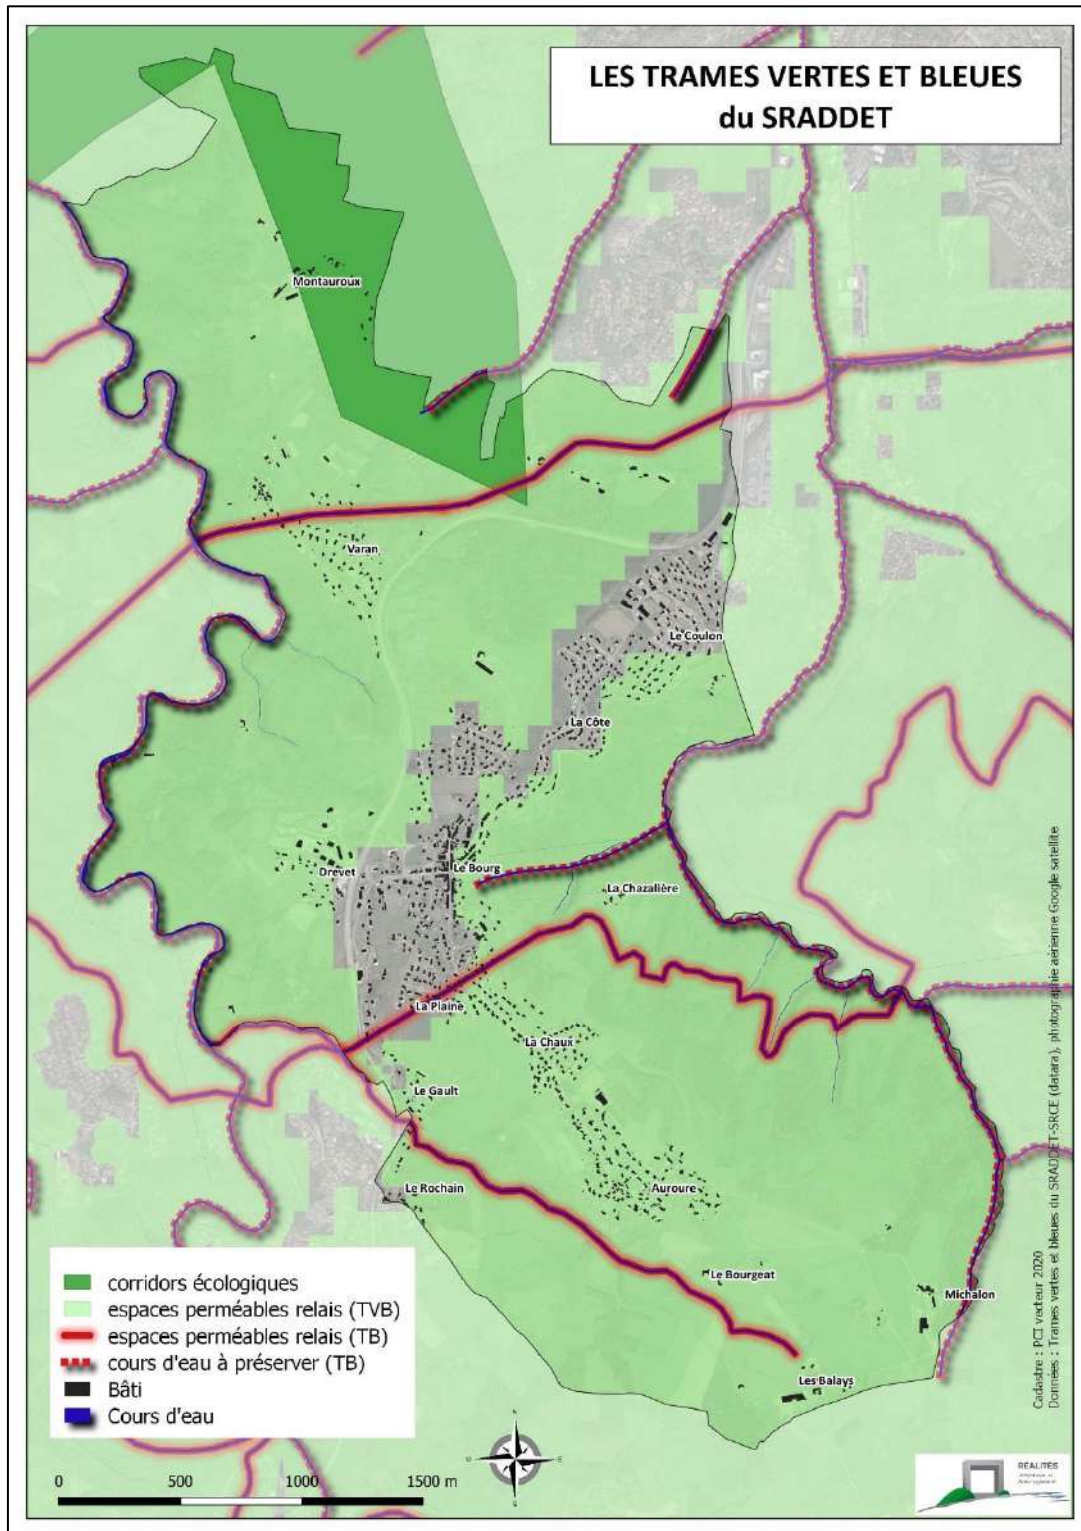 LES TRAMES VERTES ET BLEUES
du SRADDET
Montauroux
Varan
Le Coulon
La Côte
Drevet
Le Bourg
La Chazalière
La Plaine
La Chaux
Le Gault
Le Rochain
Auroure
Le Bourgeat
Michalon
Les Balays
corridors écologiques
espaces perméables relais (TVB)
espaces perméables relais (TB)
cours d'eau à préserver (TB)
Bâti
Cours d'eau
0 500 1000 1500 m
Cadastre : PCI vecteur 2020
Données : Trames vertes et bleues du SRADDET-SRCE (datara), photographie aérienne Google satellite
RÉALITÉS